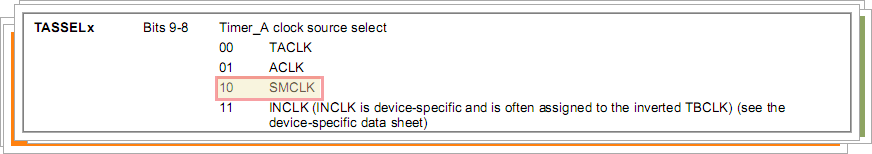 TASSELx Bits 9-8 Timer_A clock source select
00 TACLK
01 ACLK
10 SMCLK
11 INCLK (INCLK is device-specific and is often assigned to the inverted TBCLK) (see the
device-specific data sheet)